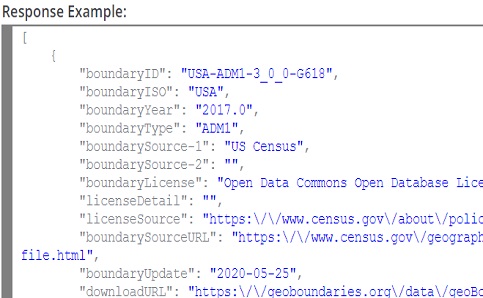 Response Example:
[
{
"boundaryID": "USA-ADM1-3_0_0-G618",
"boundaryISO": "USA",
"boundaryYear": "2017.0",
"boundaryType": "ADM1",
"boundarySource-1": "US Census",
"boundarySource-2": "",
"boundaryLicense": "Open Data Commons Open Database Lice
"licenseDetail": "",
"licenseSource": "https:\/\/www.census.gov\/about\/polic
"boundarySourceURL": "https:\/\/www.census.gov\/geograph
file.html",
"boundaryUpdate": "2020-05-25",
"downloadURL": "https:\/\/geoboundaries.org\/data\/geoBo